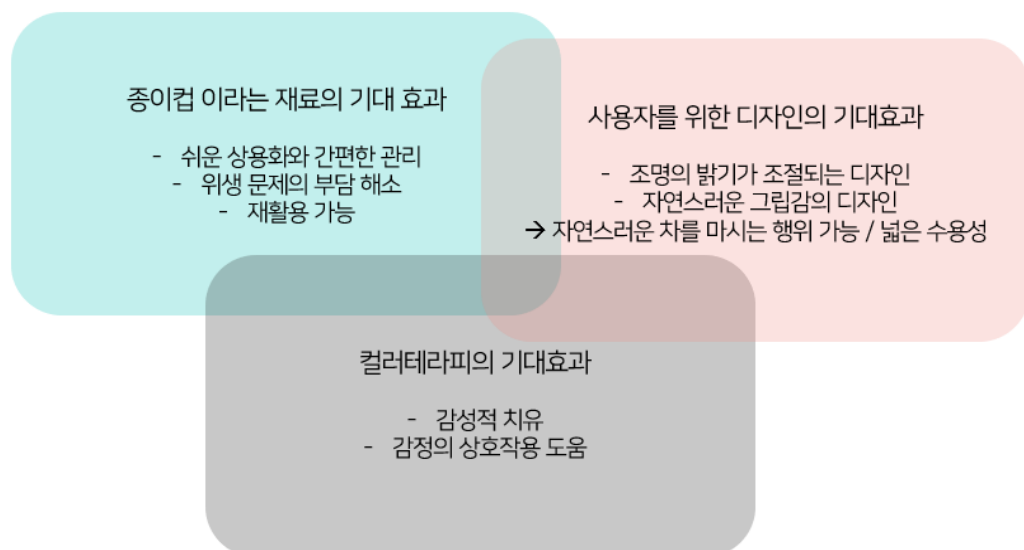 종이컵 이라는 재료의 기대 효과
- 쉬운 상용화와 간편한 관리
- 위생 문제의 부담 해소
- 재활용 가능
사용자를 위한 디자인의 기대효과
- 조명의 밝기가 조절되는 디자인
- 자연스러운 그립감의 디자인
→ 자연스러운 차를 마시는 행위 가능 / 넓은 수용성
컬러테라피의 기대효과
- 감성적 치유
- 감정의 상호작용 도움